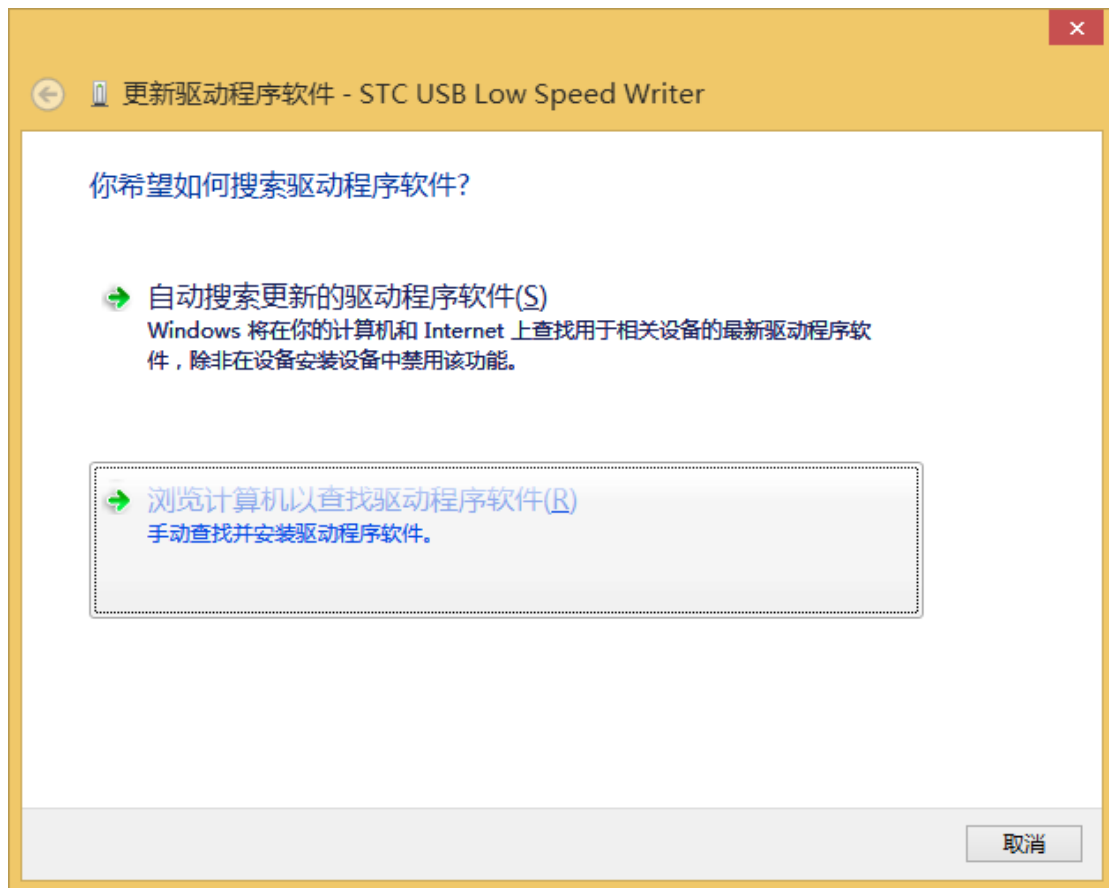 更新驱动程序软件 - STC USB Low Speed Writer
你希望如何搜索驱动程序软件?
自动搜索更新的驱动程序软件(S)
Windows 将在你的计算机和 Internet 上查找用于相关设备的最新驱动程序软
件，除非在设备安装设备中禁用该功能。
浏览计算机以查找驱动程序软件(R)
手动查找并安装驱动程序软件。
取消